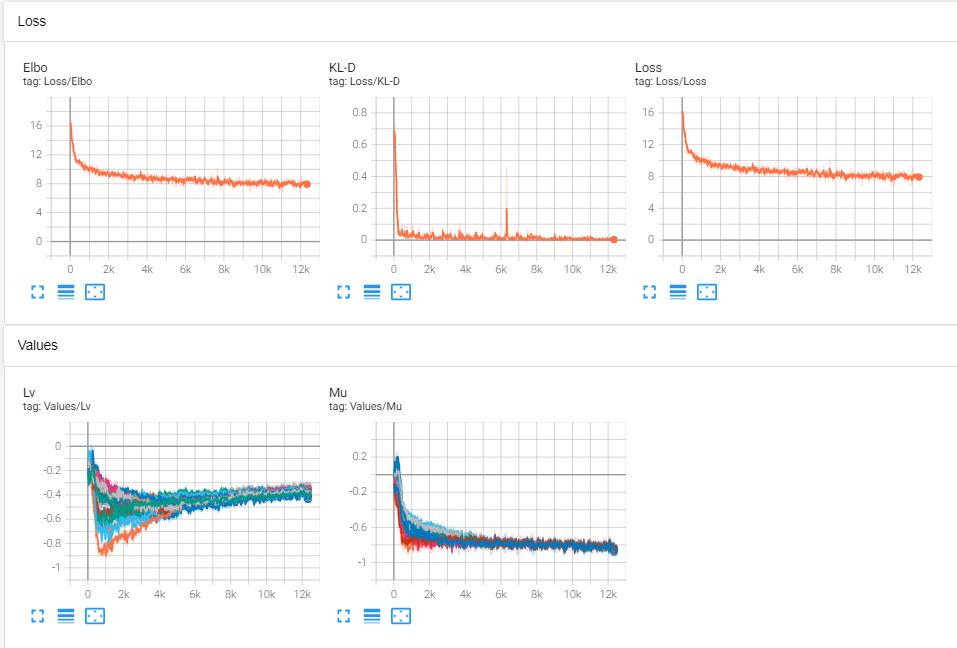 Loss
Elbo
tag: Loss/Elbo
16
12
8
4
0
0 2k 4k 6k 8k 10k 12k
KL-D
tag: Loss/KL-D
0.8
0.6
0.4
0.2
0
0 2k 4k 6k 8k 10k 12k
Loss
tag: Loss/Loss
16
12
8
4
0
0 2k 4k 6k 8k 10k 12k
Values
Lv
tag: Values/Lv
0
-0.2
-0.4
-0.6
-0.8
-1
0 2k 4k 6k 8k 10k 12k
Mu
tag: Values/Mu
0.2
-0.2
-0.6
-1
0 2k 4k 6k 8k 10k 12k